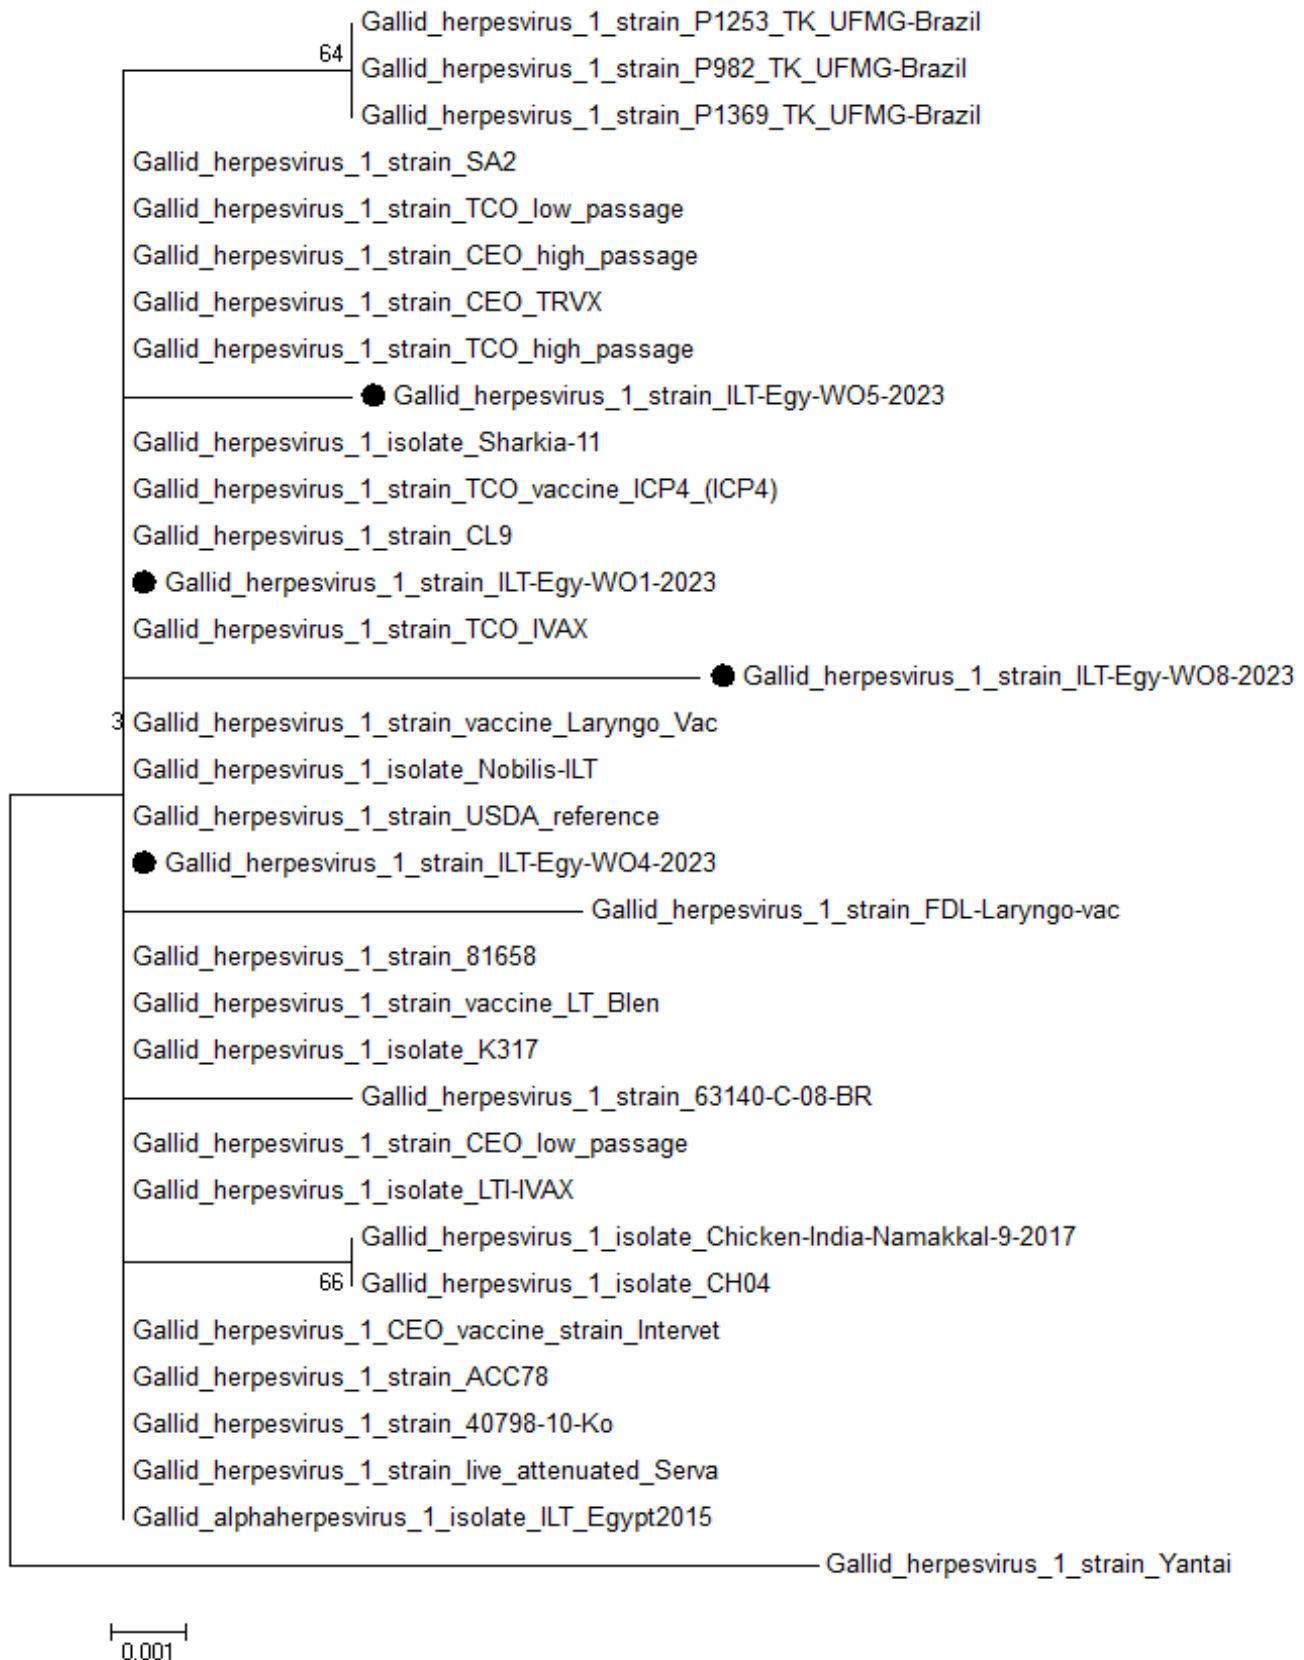 Gallid_herpesvirus_1_strain_P1253_TK_UFMG-Brazil
64
Gallid_herpesvirus_1_strain_P982_TK_UFMG-Brazil
Gallid_herpesvirus_1_strain_P1369_TK_UFMG-Brazil
Gallid_herpesvirus_1_strain_SA2
Gallid_herpesvirus_1_strain_TCO_low_passage
Gallid_herpesvirus_1_strain_CEO_high_passage
Gallid_herpesvirus_1_strain_CEO_TRVX
Gallid_herpesvirus_1_strain_TCO_high_passage
Gallid_herpesvirus_1_strain_ILT-Egy-WO5-2023
Gallid_herpesvirus_1_isolate_Sharkia-11
Gallid_herpesvirus_1_strain_TCO_vaccine_ICP4_(ICP4)
Gallid_herpesvirus_1_strain_CL9
Gallid_herpesvirus_1_strain_ILT-Egy-WO1-2023
Gallid_herpesvirus_1_strain_TCO_IVAX
Gallid_herpesvirus_1_strain_ILT-Egy-WO8-2023
3 Gallid_herpesvirus_1_strain_vaccine_Laryngo_Vac
Gallid_herpesvirus_1_isolate_Nobilis-ILT
Gallid_herpesvirus_1_strain_USDA_reference
Gallid_herpesvirus_1_strain_ILT-Egy-WO4-2023
Gallid_herpesvirus_1_strain_FDL-Laryngo-vac
Gallid_herpesvirus_1_strain_81658
Gallid_herpesvirus_1_strain_vaccine_LT_Blen
Gallid_herpesvirus_1_isolate_K317
Gallid_herpesvirus_1_strain_63140-C-08-BR
Gallid_herpesvirus_1_strain_CEO_low_passage
Gallid_herpesvirus_1_isolate_LTI-IVAX
Gallid_herpesvirus_1_isolate_Chicken-India-Namakkal-9-2017
66 Gallid_herpesvirus_1_isolate_CH04
Gallid_herpesvirus_1_CEO_vaccine_strain_Intervet
Gallid_herpesvirus_1_strain_ACC78
Gallid_herpesvirus_1_strain_40798-10-Ko
Gallid_herpesvirus_1_strain_live_attenuated_Serva
Gallid_alphaherpesvirus_1_isolate_ILT_Egypt2015
Gallid_herpesvirus_1_strain_Yantai
0.001